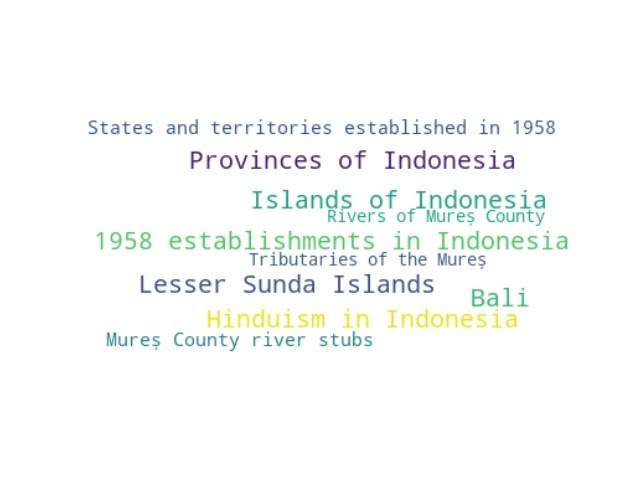 States and territories established in 1958
Provinces of Indonesia
Islands of Indonesia
Rivers of Mureș County
1958 establishments in Indonesia
Tributaries of the Mureș
Lesser Sunda Islands
Bali
Hinduism in Indonesia
Mureș County river stubs